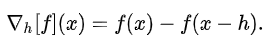 ∇ₕ[f](x) = f(x) − f(x − h).